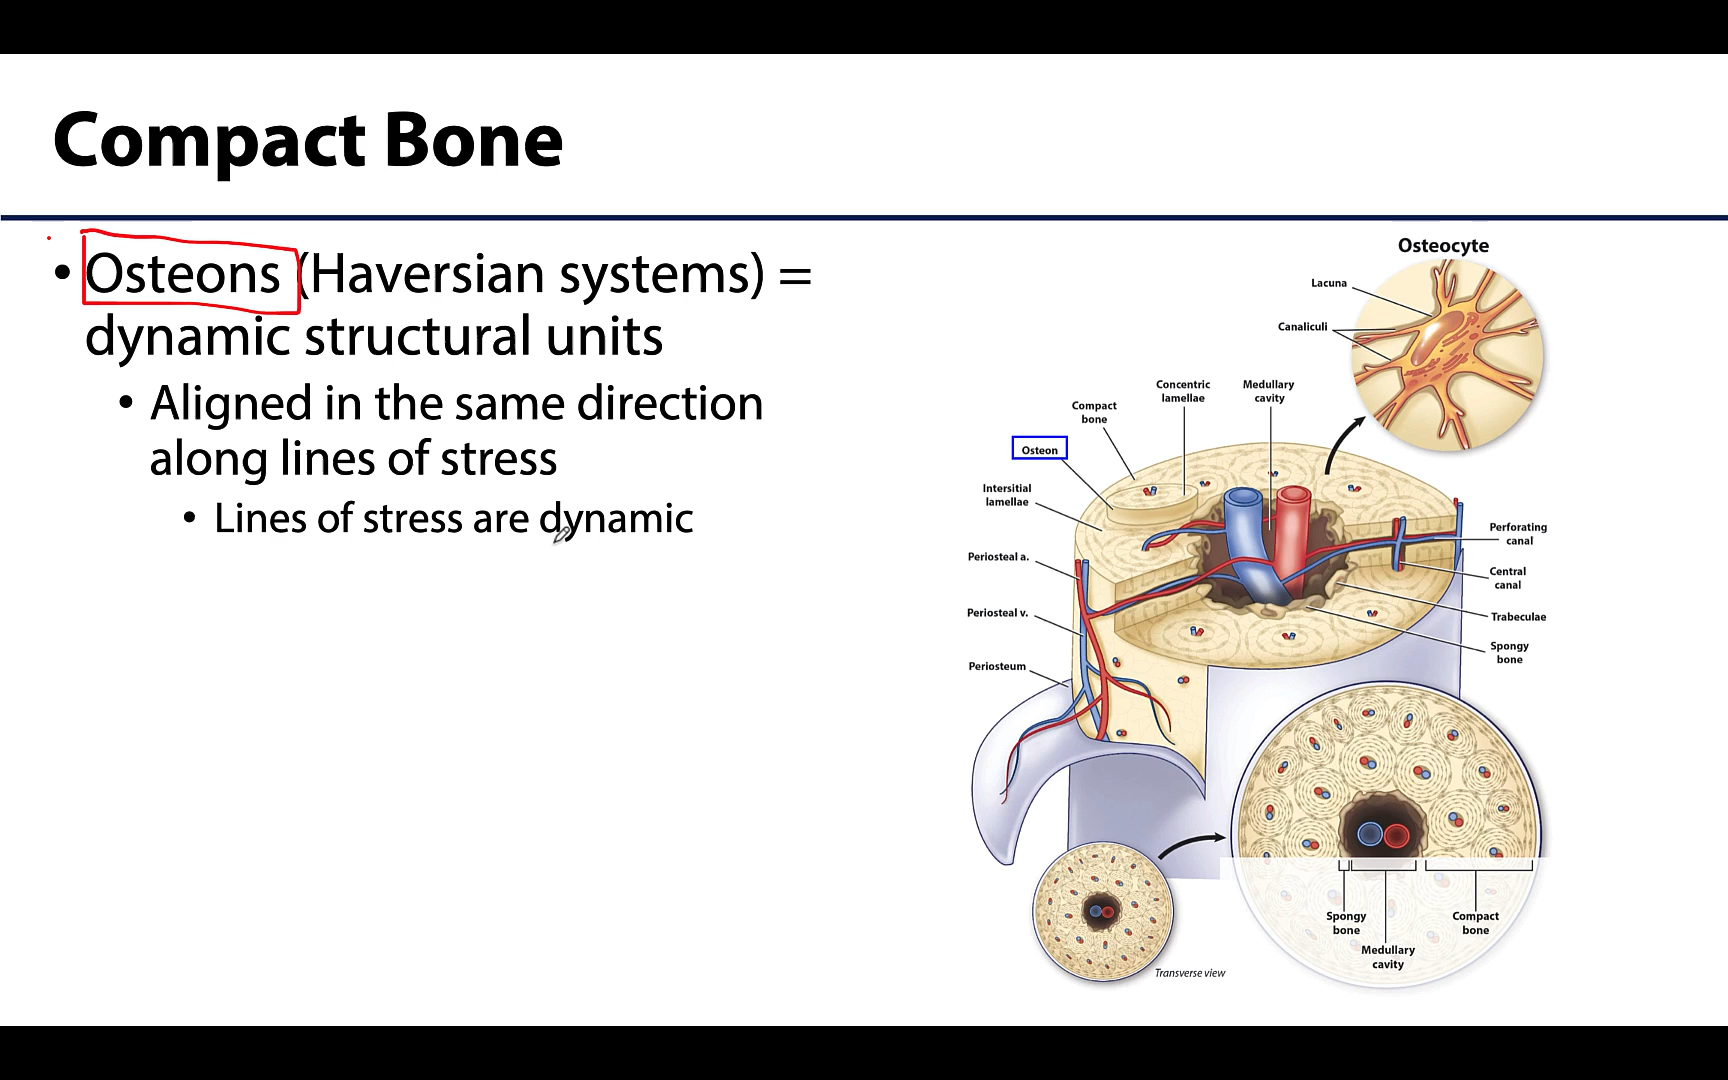 Compact Bone
• Osteons (Haversian systems) =
dynamic structural units
• Aligned in the same direction
along lines of stress
• Lines of stress are dynamic
Osteocyte
Lacuna
Canaliculi
Concentric
lamellae
Medullary
cavity
Compact
bone
Osteon
Intersitial
lamellae
Periosteal a.
Periosteal v.
Periosteum
Perforating
canal
Central
canal
Trabeculae
Spongy
bone
Spongy
bone
Medullary
cavity
Compact
bone
Transverse view